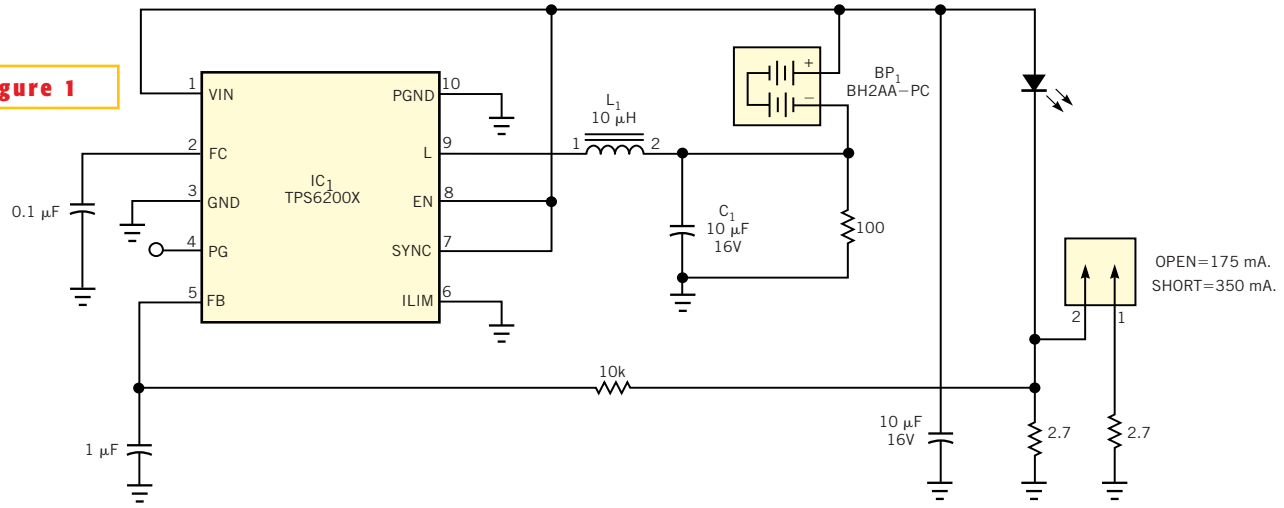 gure 1
1
VIN
PGND
10
2
FC
L
9
3
GND
IC1
TPS6200X
EN
8
4
PG
SYNC
7
5
FB
ILIM
6
0.1 µF
L1
10 µH
1
2
+
–
BP1
BH2AA–PC
C1
10 µF
16V
100
OPEN=175 mA.
SHORT=350 mA.
2
1
10k
1 µF
10 µF
16V
2.7
2.7